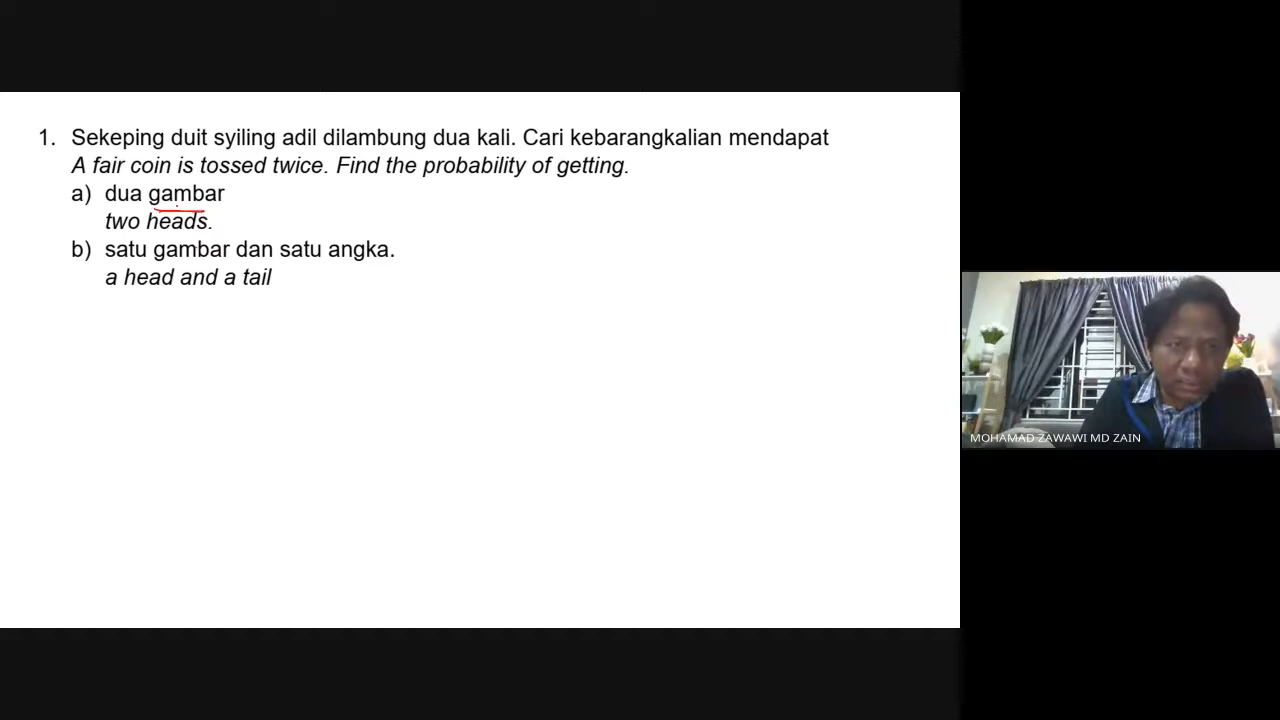 1. Sekeping duit syiling adil dilambung dua kali. Cari kebarangkalian mendapat
A fair coin is tossed twice. Find the probability of getting.
a) dua gambar
two heads.
b) satu gambar dan satu angka.
a head and a tail
MOHAMAD ZAWAWI MD ZAIN